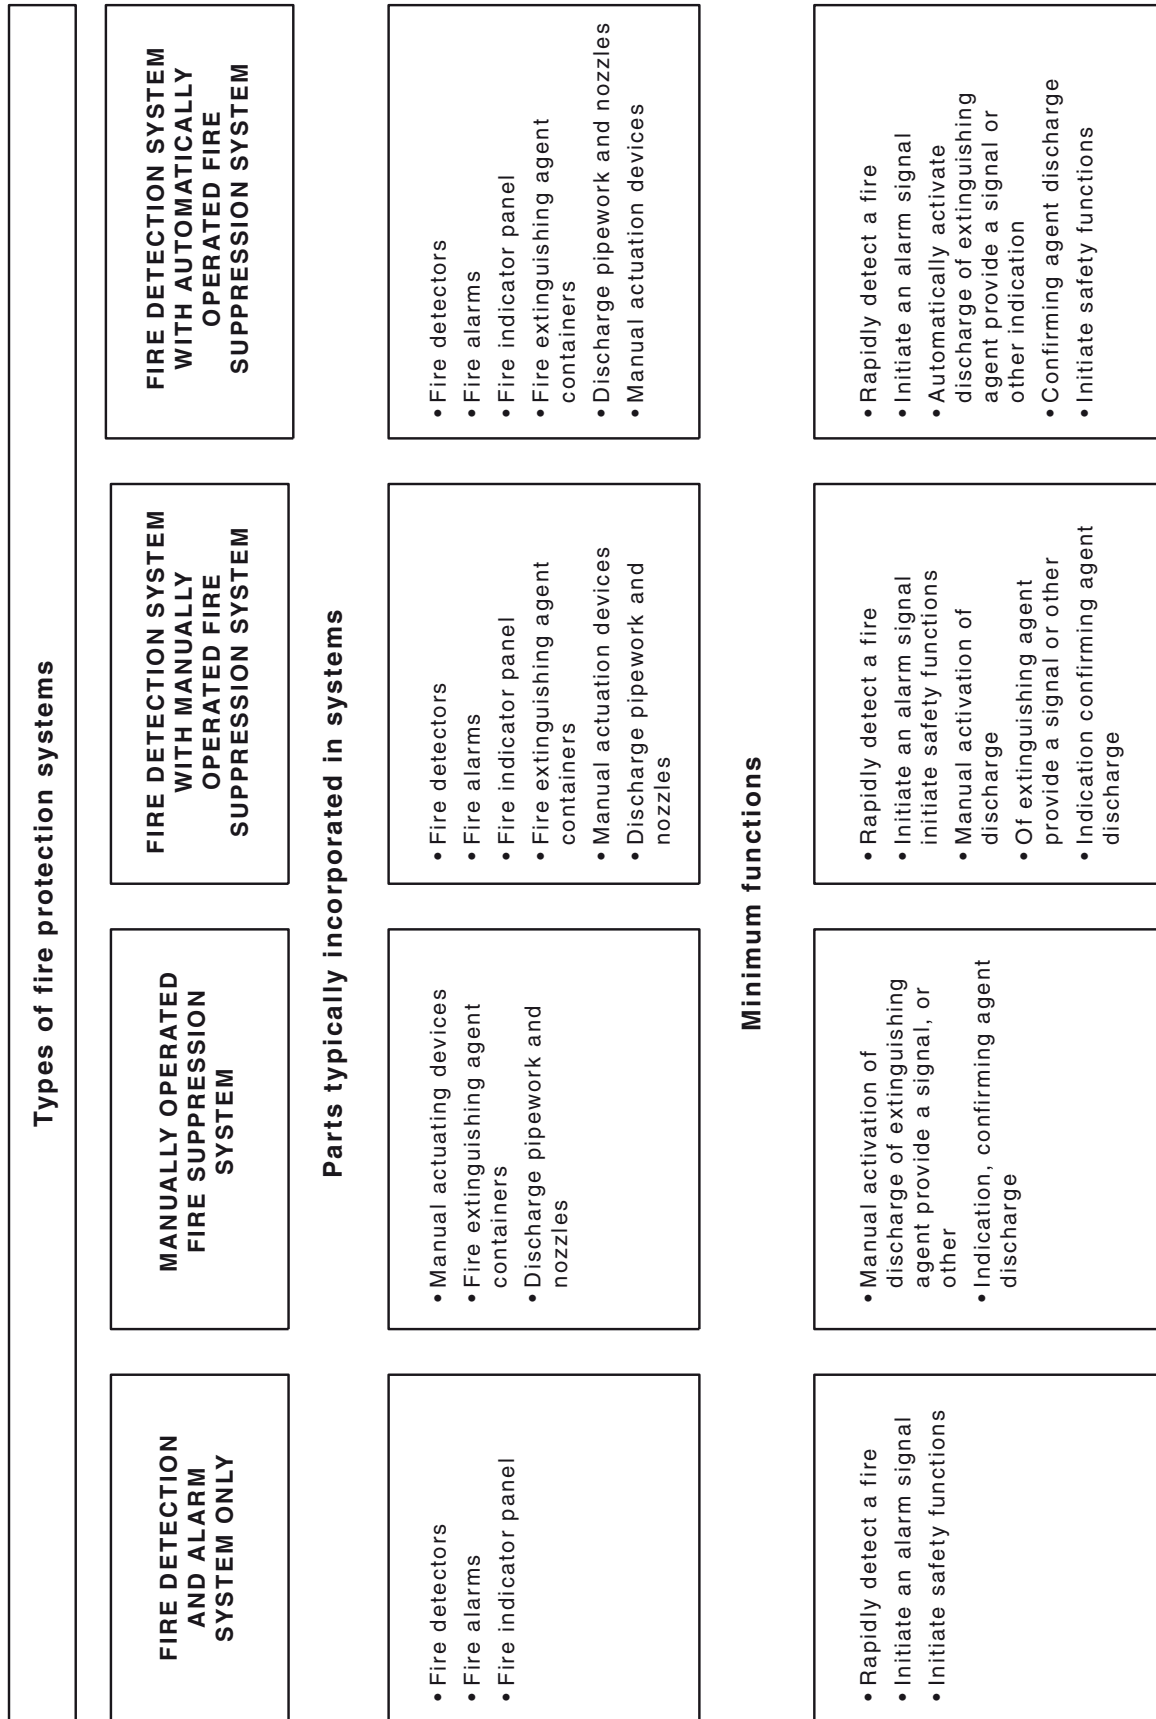 Types of fire protection systems
FIRE DETECTION
AND ALARM
SYSTEM ONLY
MANUALLY OPERATED
FIRE SUPPRESSION
SYSTEM
FIRE DETECTION SYSTEM
WITH MANUALLY
OPERATED FIRE
SUPPRESSION SYSTEM
FIRE DETECTION SYSTEM
WITH AUTOMATICALLY
OPERATED FIRE
SUPPRESSION SYSTEM
Parts typically incorporated in systems
• Fire detectors
• Fire alarms
• Fire indicator panel
• Manual actuating devices
• Fire extinguishing agent
containers
• Discharge pipework and
nozzles
• Fire detectors
• Fire alarms
• Fire indicator panel
• Fire extinguishing agent
containers
• Manual actuation devices
• Discharge pipework and
nozzles
• Fire detectors
• Fire alarms
• Fire indicator panel
• Fire extinguishing agent
containers
• Discharge pipework and nozzles
• Manual actuation devices
Minimum functions
• Rapidly detect a fire
• Initiate an alarm signal
• Initiate safety functions
• Manual activation of
discharge of extinguishing
agent provide a signal, or
other
• Indication, confirming agent
discharge
• Rapidly detect a fire
• Initiate an alarm signal
initiate safety functions
• Manual activation of
discharge
• Of extinguishing agent
provide a signal or other
• Indication confirming agent
discharge
• Rapidly detect a fire
• Initiate an alarm signal
• Automatically activate
discharge of extinguishing
agent provide a signal or
other indication
• Confirming agent discharge
• Initiate safety functions